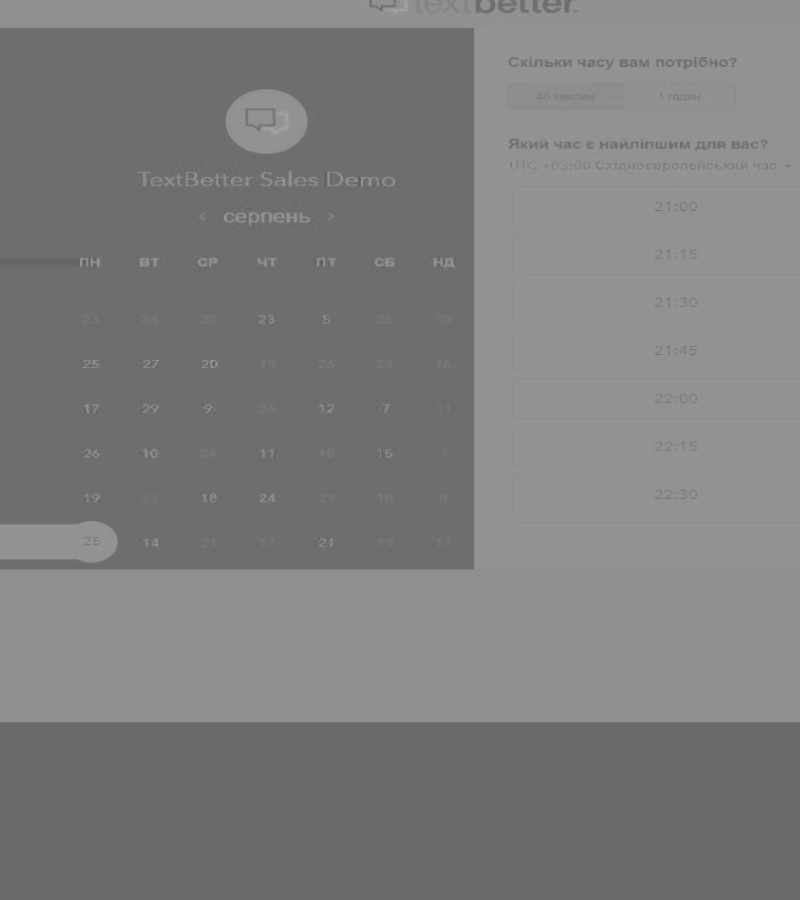 textbetter.
TextBetter Sales Demo
‹ серпень ›
ПН ВТ СР ЧТ ПТ СБ НД
23 24 30 23 5 25 30
25 27 20 19 26 24 16
17 29 9 26 12 7 11
26 10 24 11 10 15 7
19 23 18 24 21 10 8
25 14 21 17 21 19 17
Скільки часу вам потрібно?
40 хвилин 1 годин
Який час є найліпшим для вас?
UTC +03:00 Східноєвропейський час
21:00
21:15
21:30
21:45
22:00
22:15
22:30